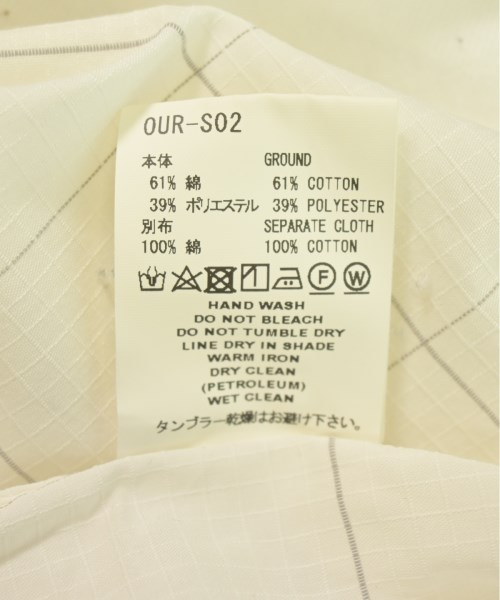 OUR-S02
本体 GROUND
61% 綿 61% COTTON
39% ポリエステル 39% POLYESTER
別布 SEPARATE CLOTH
100% 綿 100% COTTON
F W
HAND WASH
DO NOT BLEACH
DO NOT TUMBLE DRY
LINE DRY IN SHADE
WARM IRON
DRY CLEAN
(PETROLEUM)
WET CLEAN
タンブラー乾燥はお避け下さい。